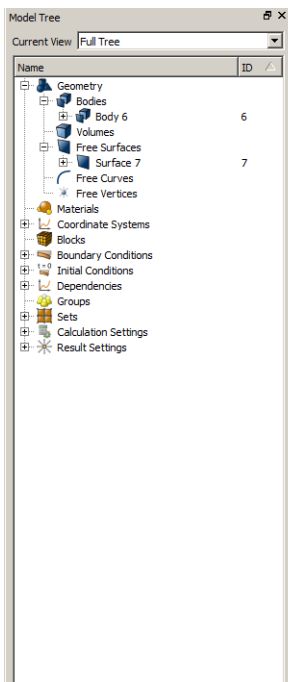 Model Tree
Current View Full Tree
Name ID
Geometry
Bodies
Body 6 6
Volumes
Free Surfaces
Surface 7 7
Free Curves
Free Vertices
Materials
Coordinate Systems
Blocks
Boundary Conditions
t=0
Initial Conditions
Dependencies
Groups
Sets
Calculation Settings
Result Settings